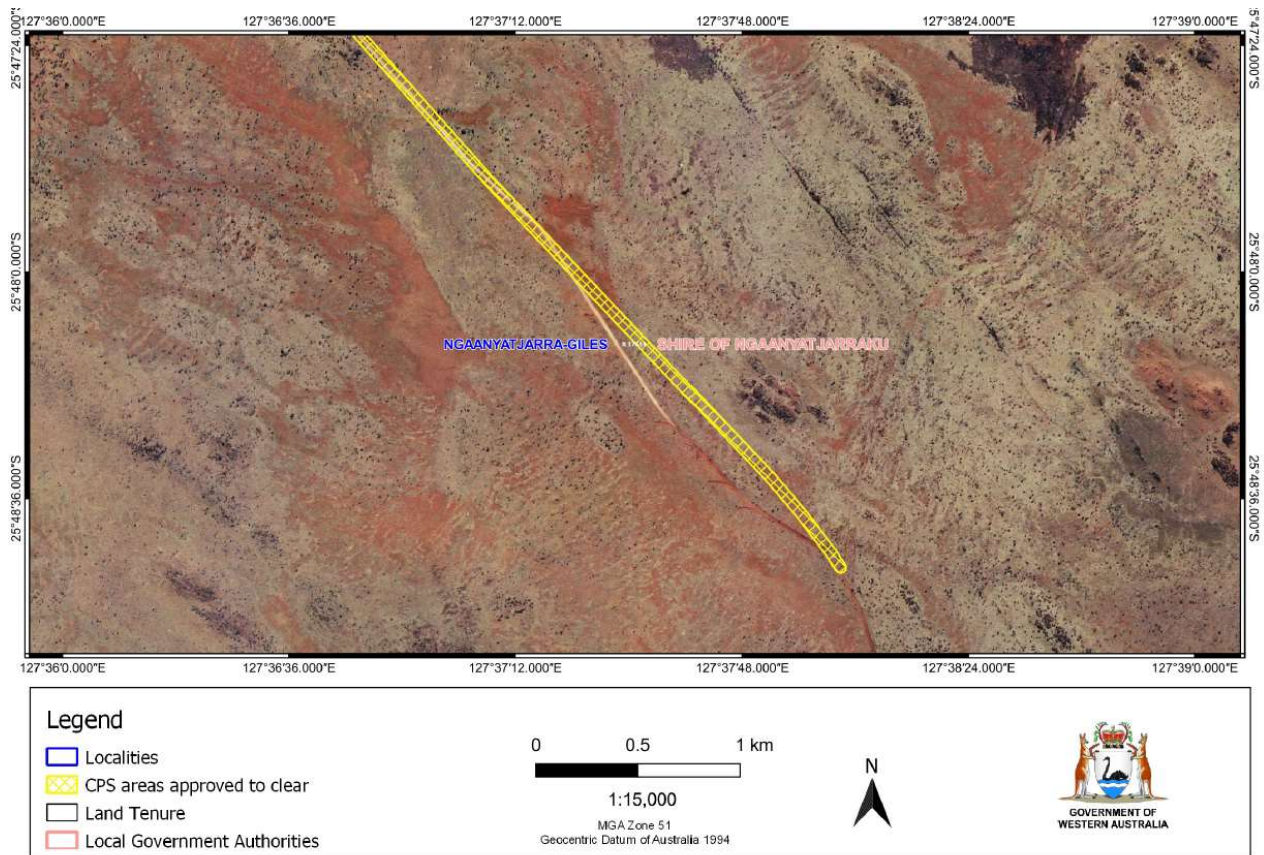 127°36'0.000"E 127°36'36.000"E 127°37'12.000"E 127°37'48.000"E 127°38'24.000"E 127°39'0.000"E
25°47'24.000"S
25°48'0.000"S
25°48'0.000"S
25°48'36.000"S
25°48'36.000"S
NGAANYATJARRA-GILES
SHIRE OF NGAANYATJARRAKU
127°36'0.000"E 127°36'36.000"E 127°37'12.000"E 127°37'48.000"E 127°38'24.000"E 127°39'0.000"E
Legend
Localities
CPS areas approved to clear
Land Tenure
Local Government Authorities
0 0.5 1 km
1:15,000
MGA Zone 51
Geocentric Datum of Australia 1994
N
GOVERNMENT OF
WESTERN AUSTRALIA